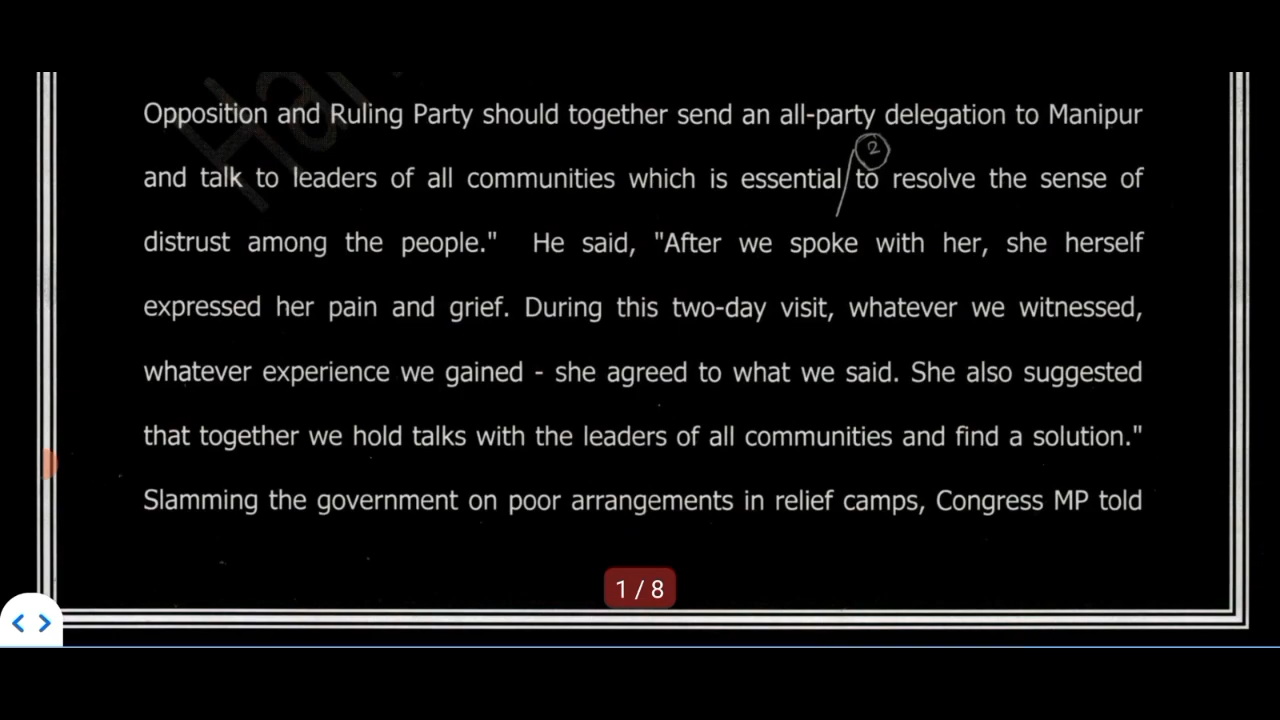 Har
Opposition and Ruling Party should together send an all-party delegation to Manipur
2
and talk to leaders of all communities which is essential/to resolve the sense of
distrust among the people."  He said, "After we spoke with her, she herself
expressed her pain and grief. During this two-day visit, whatever we witnessed,
whatever experience we gained - she agreed to what we said. She also suggested
that together we hold talks with the leaders of all communities and find a solution."
Slamming the government on poor arrangements in relief camps, Congress MP told
1 / 8
< >